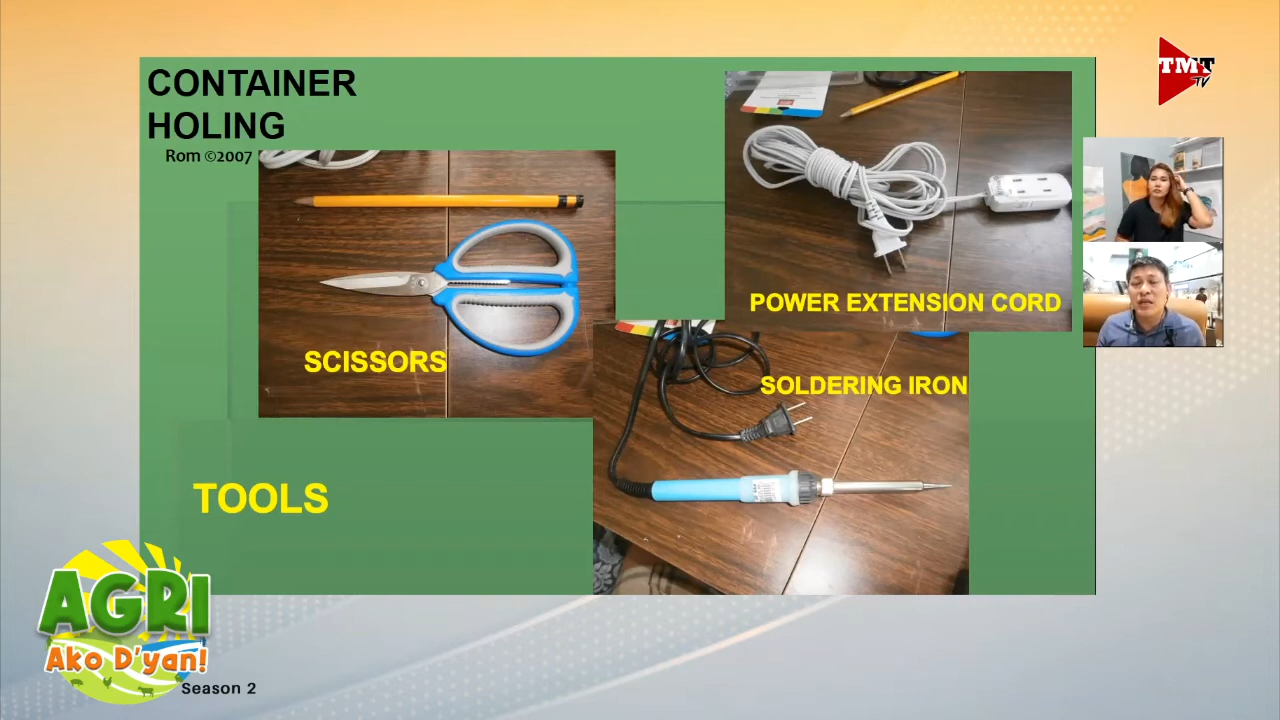 CONTAINER
HOLING
Rom ©2007
SCISSORS
POWER EXTENSION CORD
SOLDERING IRON
TOOLS
TMT
TV
AGRI
Ako D'yan!
Season 2